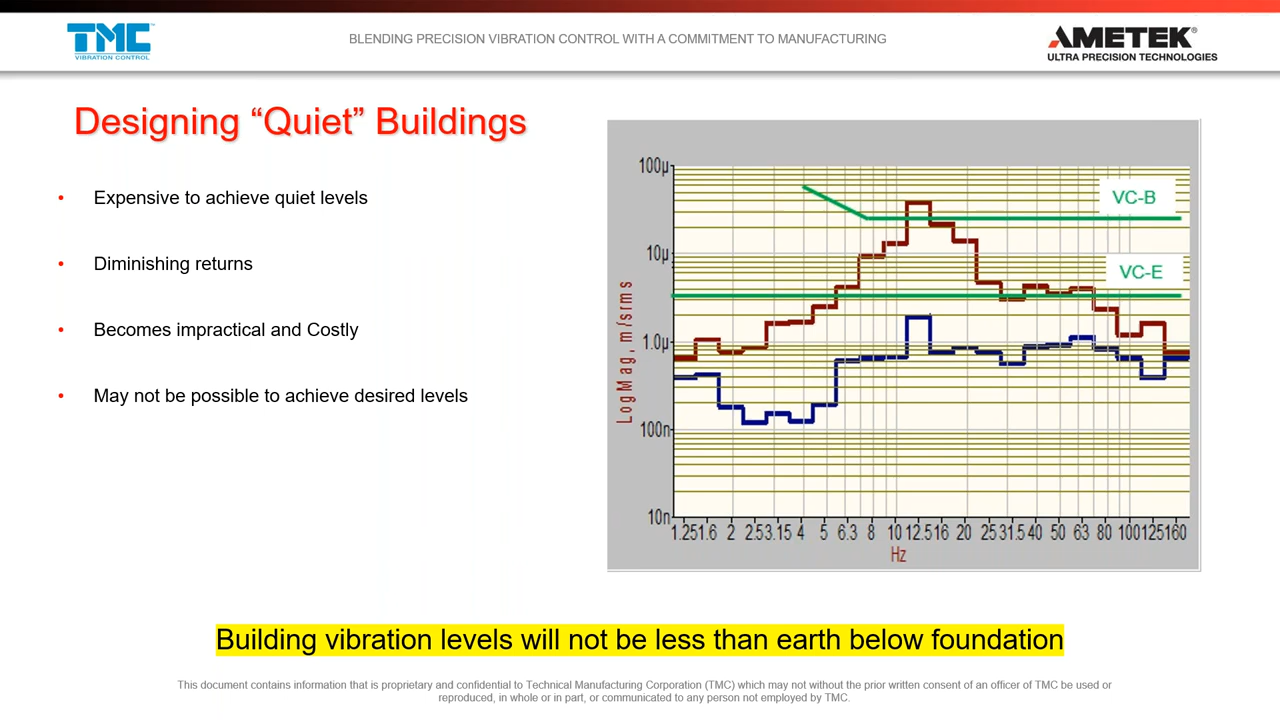 TMC™
VIBRATION CONTROL
BLENDING PRECISION VIBRATION CONTROL WITH A COMMITMENT TO MANUFACTURING
AMETEK®
ULTRA PRECISION TECHNOLOGIES
Designing “Quiet” Buildings
• Expensive to achieve quiet levels
• Diminishing returns
• Becomes impractical and Costly
• May not be possible to achieve desired levels
100µ
10µ
1.0µ
100n
10n
LogMag, m/srms
VC-B
VC-E
1.25 1.6 2 2.5 3.15 4 5 6.3 8 10 12.5 16 20 25 31.5 40 50 63 80 100 125 160
Hz
Building vibration levels will not be less than earth below foundation
This document contains information that is proprietary and confidential to Technical Manufacturing Corporation (TMC) which may not without the prior written consent of an officer of TMC be used or
reproduced, in whole or in part, or communicated to any person not employed by TMC.